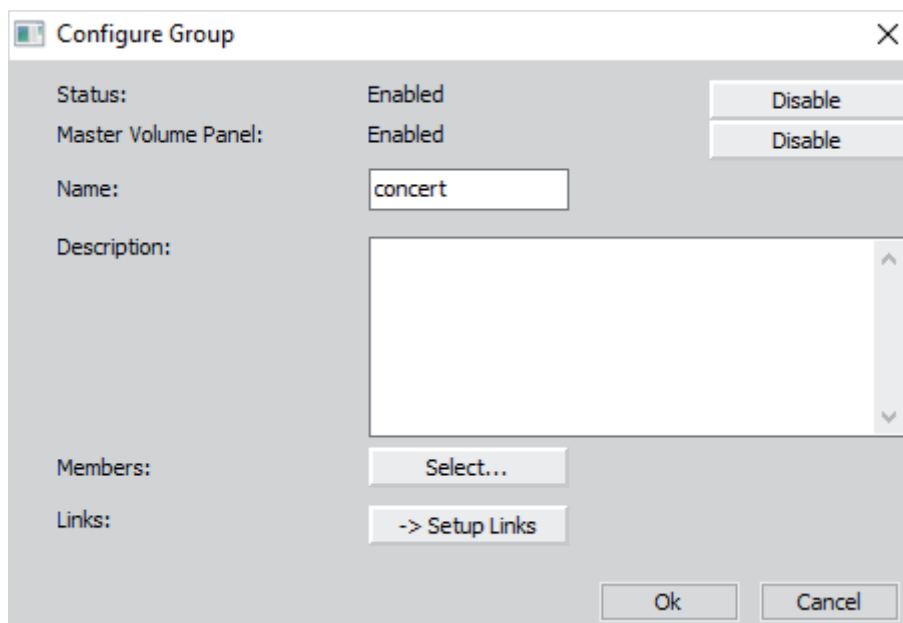 Configure Group
Status: Enabled Disable
Master Volume Panel: Enabled Disable
Name: concert
Description:
Members: Select...
Links: -> Setup Links
Ok Cancel